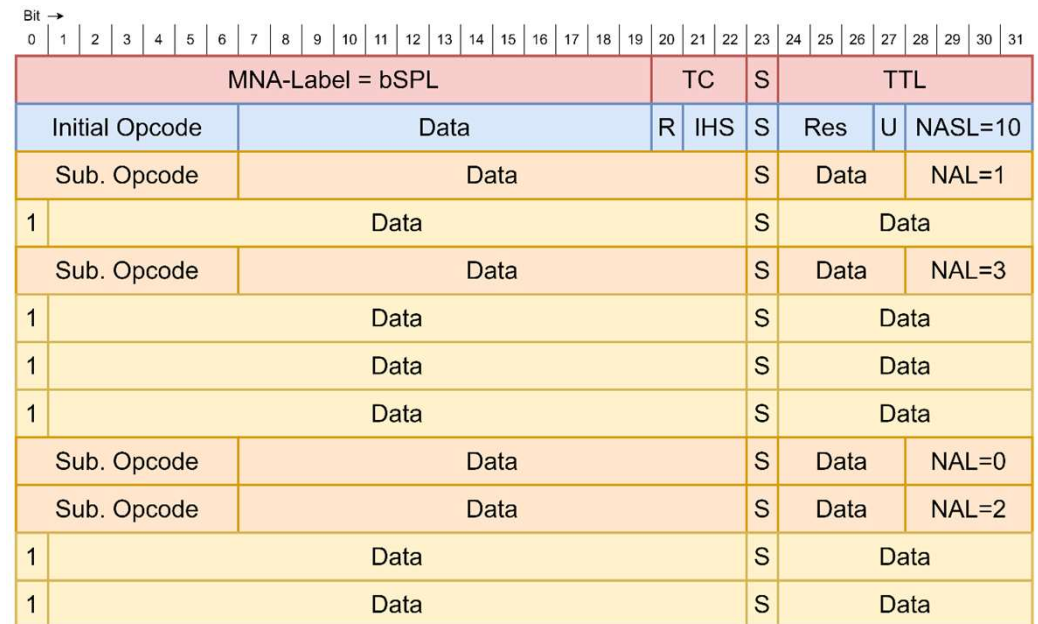 Bit →
0 1 2 3 4 5 6 7 8 9 10 11 12 13 14 15 16 17 18 19 20 21 22 23 24 25 26 27 28 29 30 31
MNA-Label = bSPL TC S TTL
Initial Opcode Data R IHS S Res U NASL=10
Sub. Opcode Data S Data NAL=1
1 Data S Data
Sub. Opcode Data S Data NAL=3
1 Data S Data
1 Data S Data
1 Data S Data
Sub. Opcode Data S Data NAL=0
Sub. Opcode Data S Data NAL=2
1 Data S Data
1 Data S Data